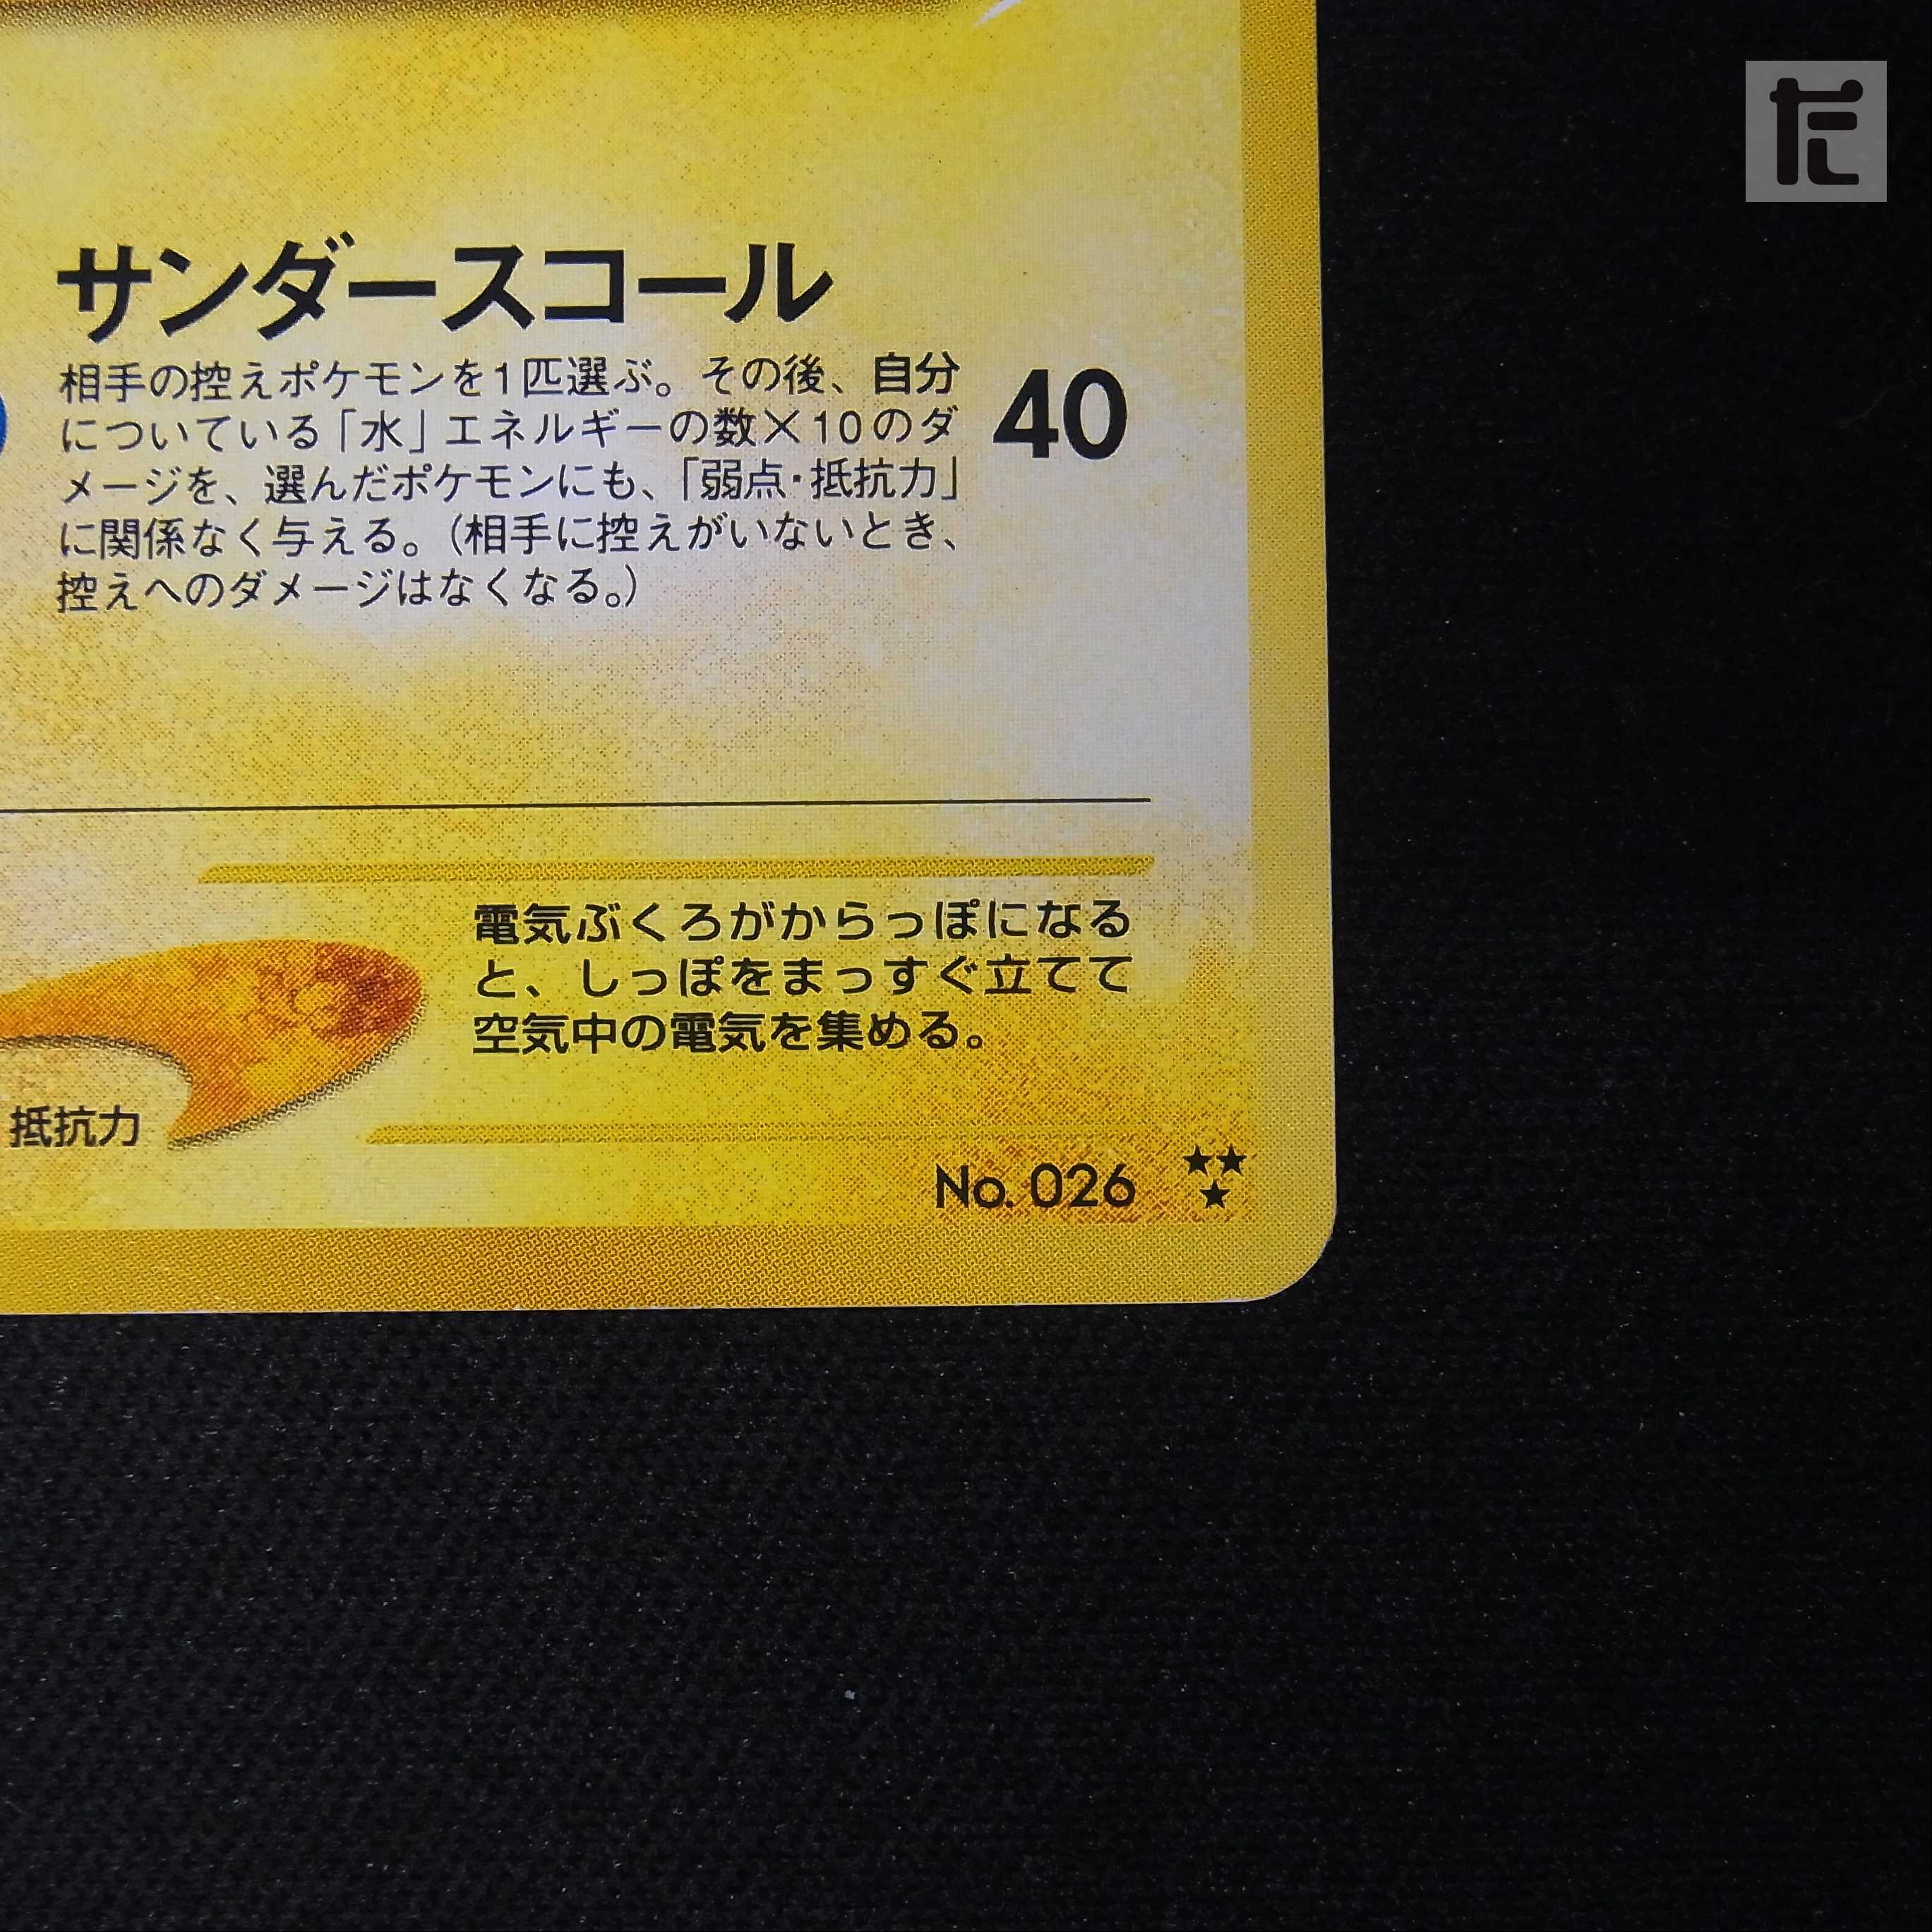 た
サンダースコール
相手の控えポケモンを1匹選ぶ。その後、自分
についている「水」エネルギーの数×10のダ
メージを、選んだポケモンにも、「弱点・抵抗力」
に関係なく与える。(相手に控えがいないとき、
控えへのダメージはなくなる。)
40
電気ぶくろがからっぽになる
と、しっぽをまっすぐ立てて
空気中の電気を集める。
抵抗力
No. 026 ★★★